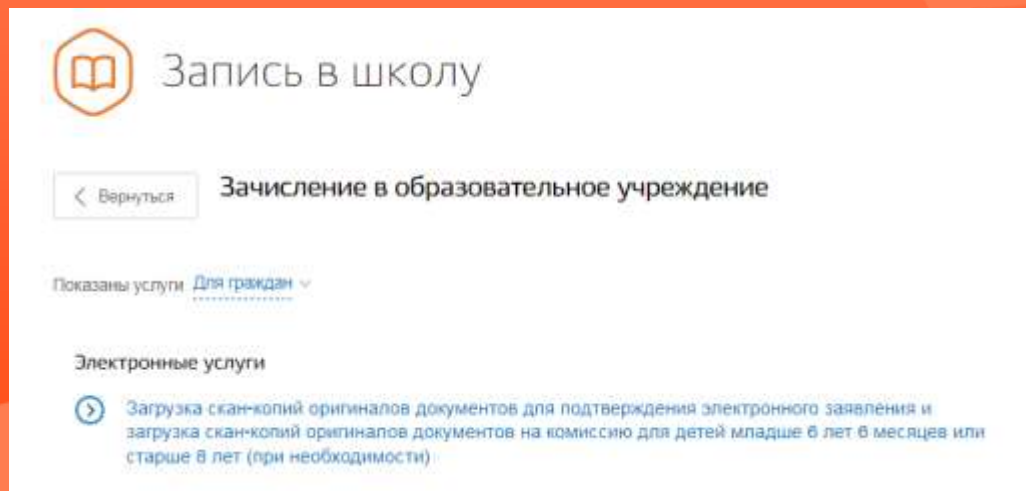 Запись в школу
Вернуться
Зачисление в образовательное учреждение
Показаны услуги Для граждан
Электронные услуги
Загрузка скан-копий оригиналов документов для подтверждения электронного заявления и
загрузка скан-копий оригиналов документов на комиссию для детей младше 6 лет 6 месяцев или
старше 8 лет (при необходимости)